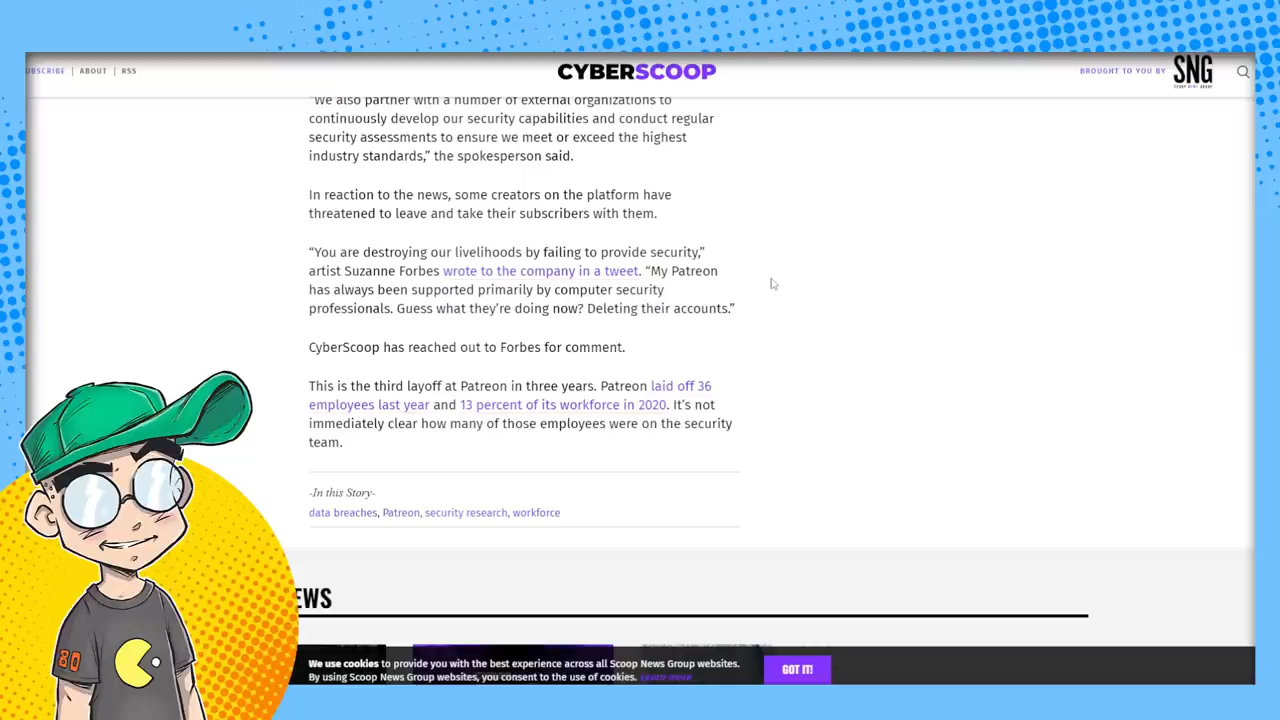 UBSCRIBE | ABOUT | RSS
CYBERSCOOP
BROUGHT TO YOU BY SNG
SCOOP NEWS GROUP
“We also partner with a number of external organizations to
continuously develop our security capabilities and conduct regular
security assessments to ensure we meet or exceed the highest
industry standards,” the spokesperson said.
In reaction to the news, some creators on the platform have
threatened to leave and take their subscribers with them.
“You are destroying our livelihoods by failing to provide security,”
artist Suzanne Forbes wrote to the company in a tweet. “My Patreon
has always been supported primarily by computer security
professionals. Guess what they’re doing now? Deleting their accounts.”
CyberScoop has reached out to Forbes for comment.
This is the third layoff at Patreon in three years. Patreon laid off 36
employees last year and 13 percent of its workforce in 2020. It’s not
immediately clear how many of those employees were on the security
team.
-In this Story-
data breaches, Patreon, security research, workforce
EWS
We use cookies to provide you with the best experience across all Scoop News Group websites.
By using Scoop News Group websites, you consent to the use of cookies. Learn more
GOT IT!
80